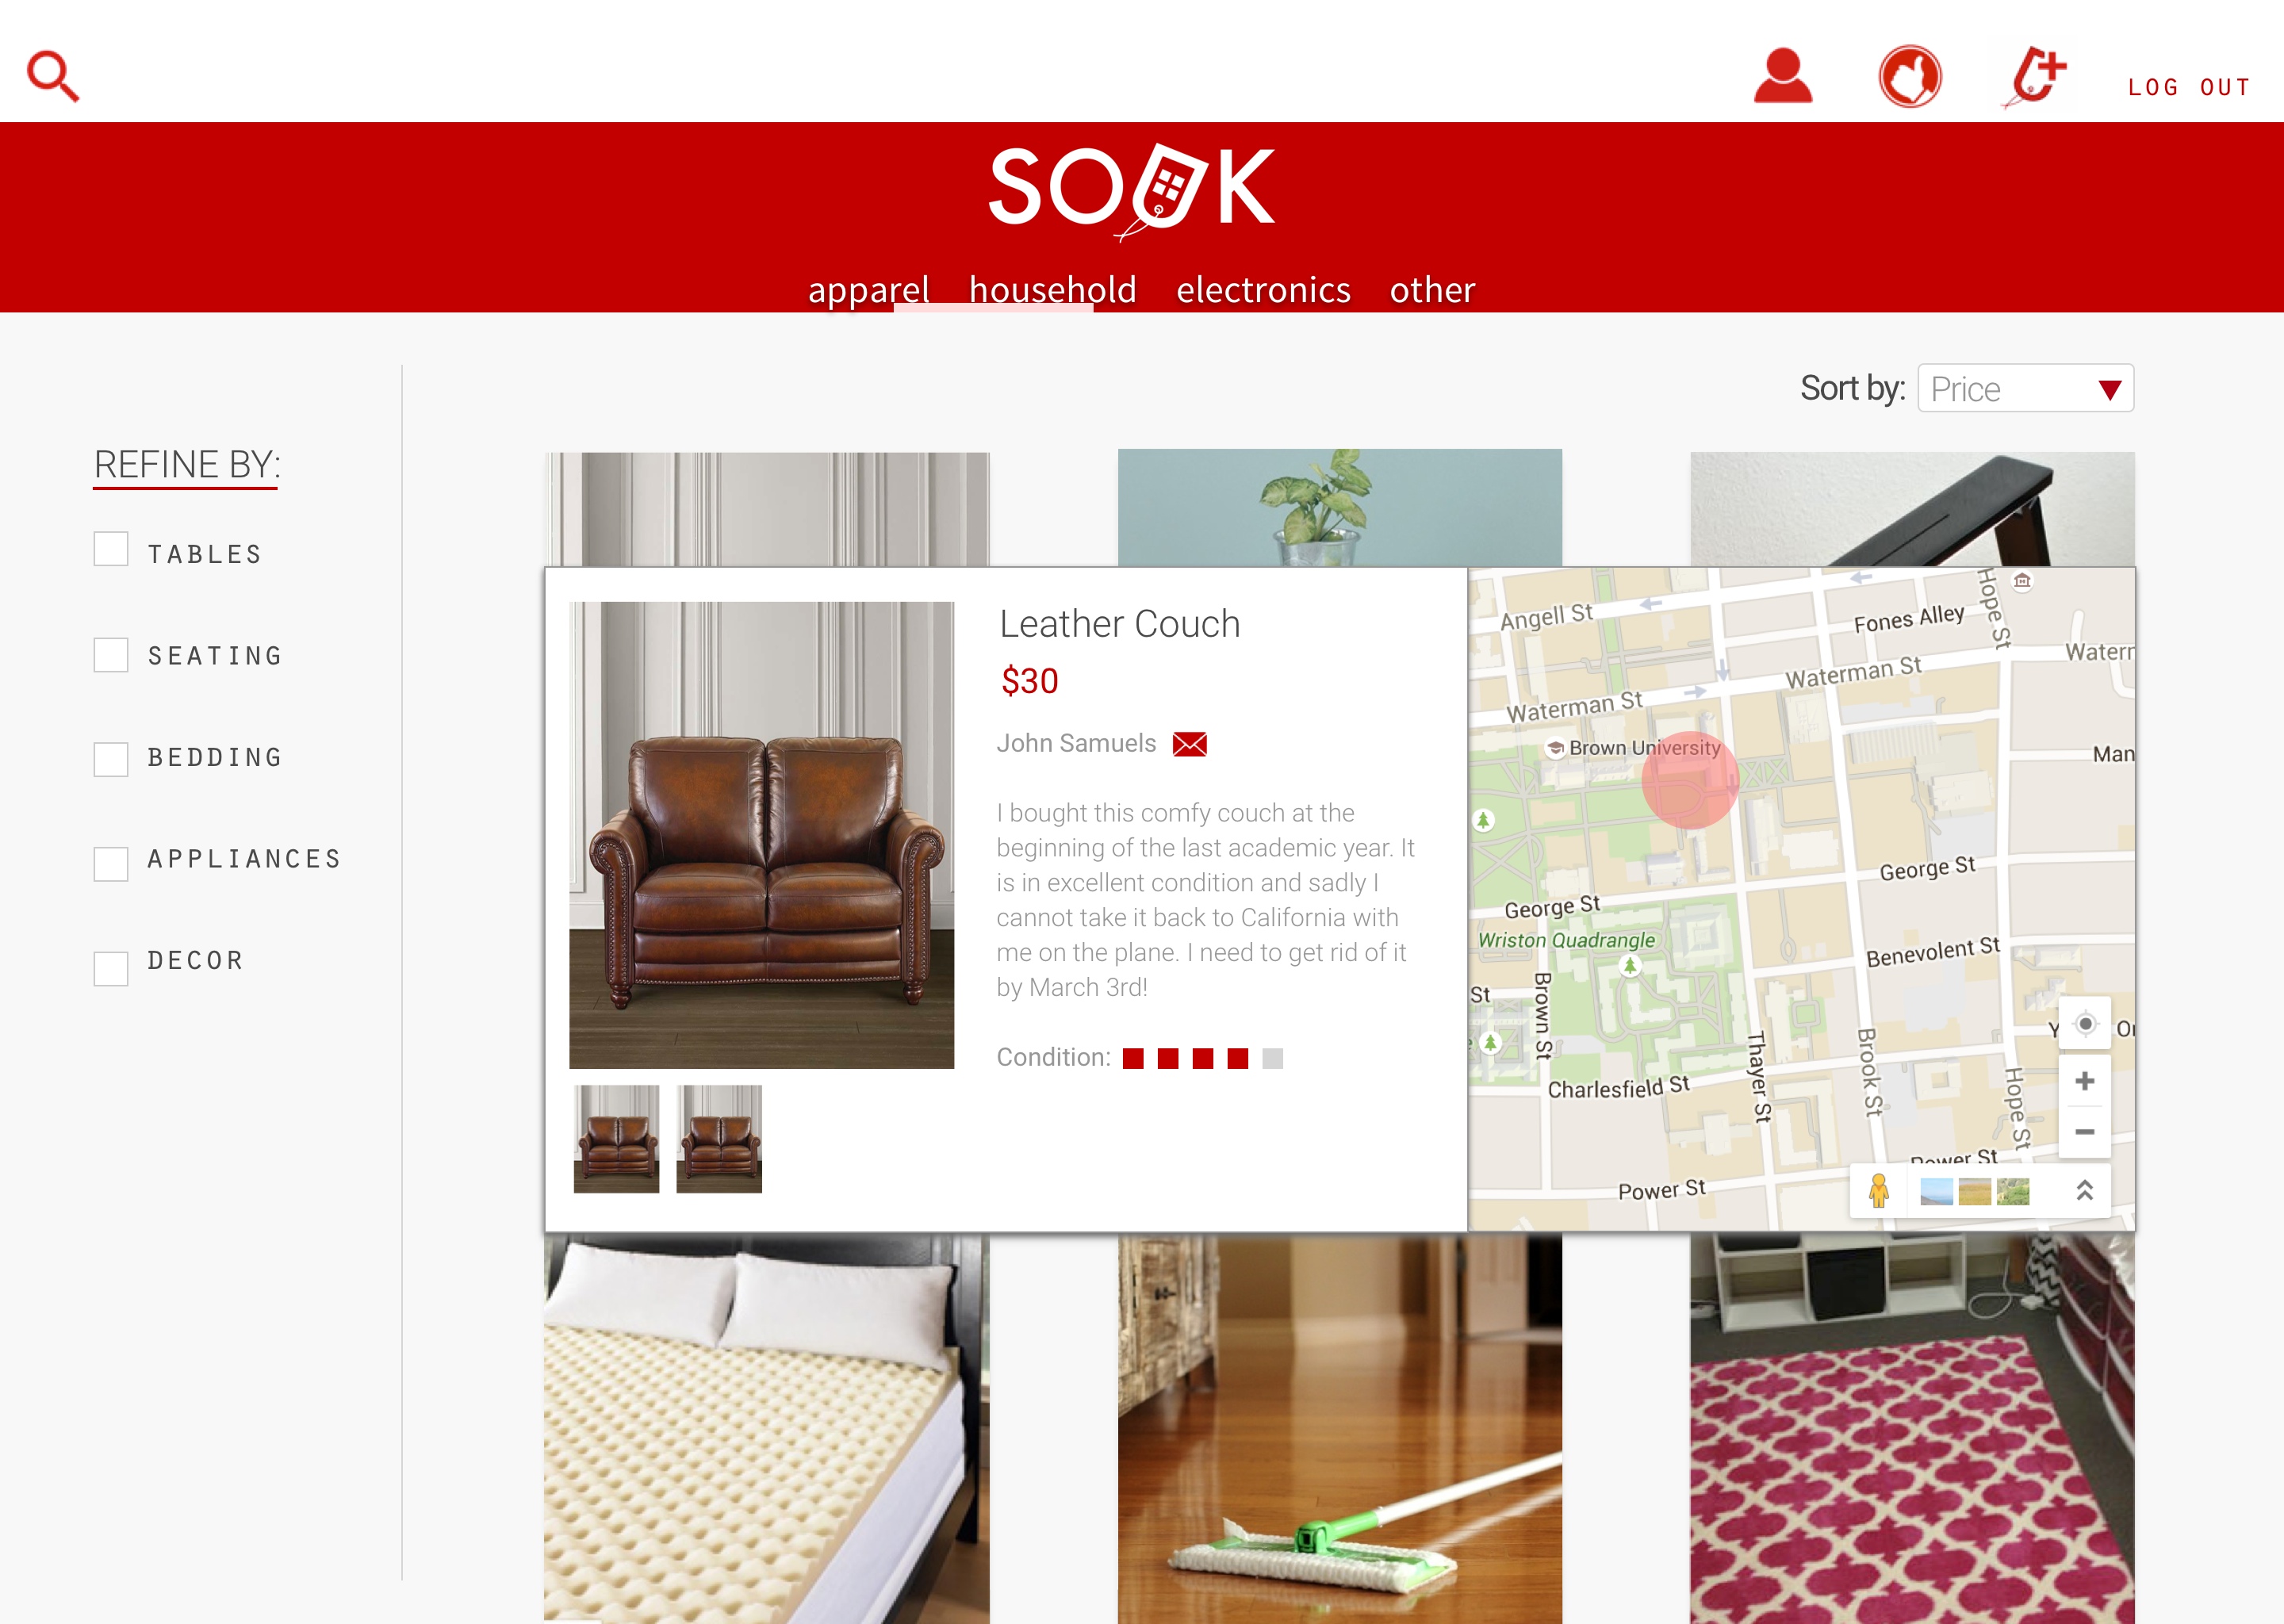 LOG OUT
SOUK
apparel household electronics other
Sort by: Price
REFINE BY:
TABLES
SEATING
BEDDING
APPLIANCES
DECOR
Leather Couch
$30
John Samuels
I bought this comfy couch at the
beginning of the last academic year. It
is in excellent condition and sadly I
cannot take it back to California with
me on the plane. I need to get rid of it
by March 3rd!
Condition:
Angell St
Fones Alley
Hope St
Waterman St
Waterman St
Brown University
Man
George St
George St
Wriston Quadrangle
Benevolent St
St
Brown St
Thayer St
Brook St
Hope St
Charlesfield St
Power St
Power St